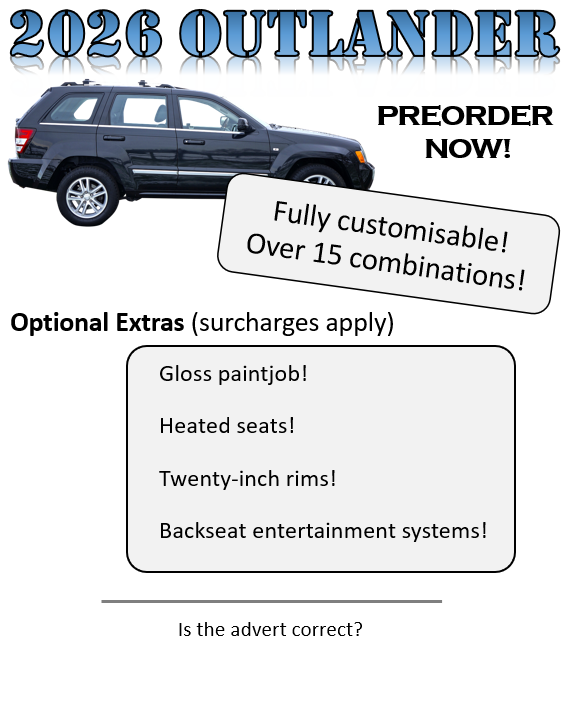 2026 OUTLANDER
PREORDER
NOW!
Fully customisable!
Over 15 combinations!
Optional Extras (surcharges apply)
Gloss paintjob!
Heated seats!
Twenty-inch rims!
Backseat entertainment systems!
Is the advert correct?